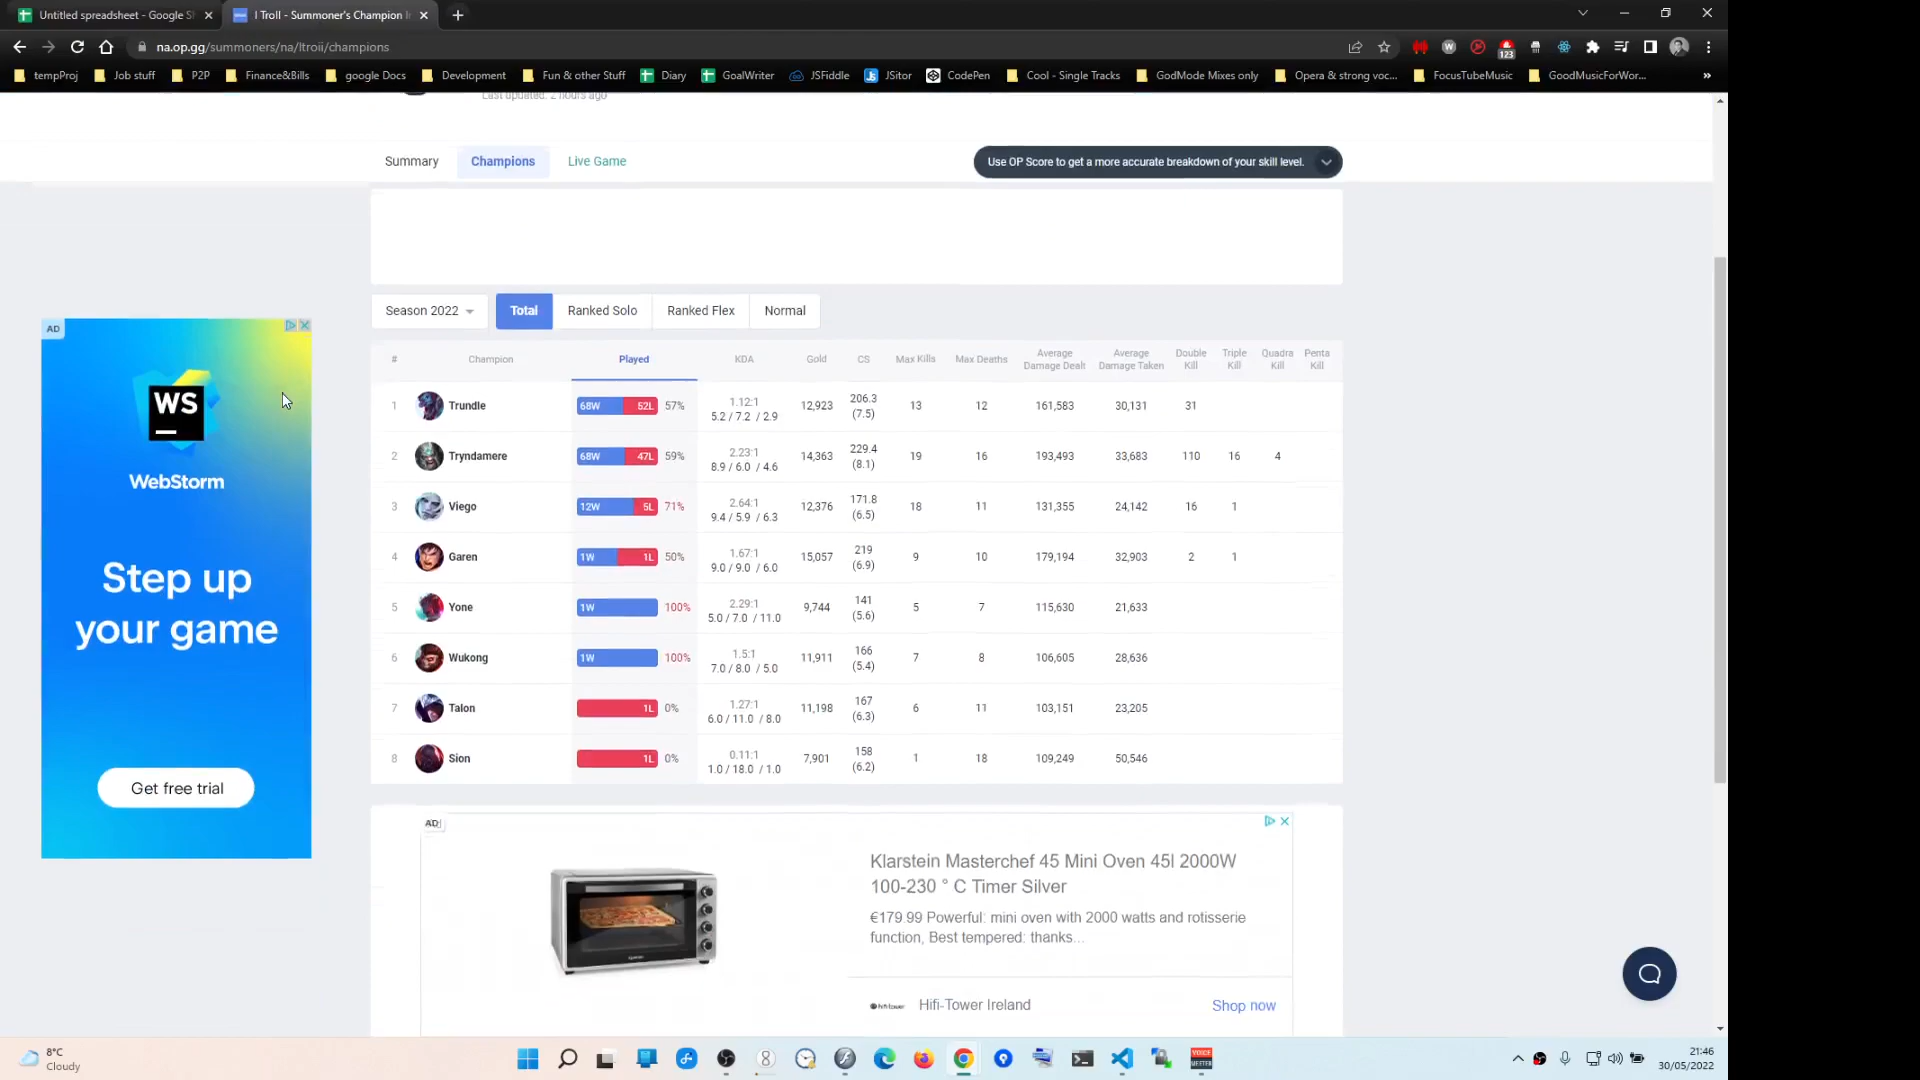 Untitled spreadsheet - Google S
I Troll - Summoner's Champion I
na.op.gg/summoners/na/ltroii/champions
123
tempProj
Job stuff
P2P
Finance&Bills
google Docs
Development
Fun & other Stuff
Diary
GoalWriter
JSFiddle
JSitor
CodePen
Cool - Single Tracks
GodMode Mixes only
Opera & strong voc...
FocusTubeMusic
GoodMusicForWor...
»
Last updated: 2 hours ago
Summary Champions Live Game
Use OP Score to get a more accurate breakdown of your skill level.
Season 2022 Total Ranked Solo Ranked Flex Normal
# Champion Played KDA Gold CS Max Kills Max Deaths Average Damage Dealt Average Damage Taken Double Kill Triple Kill Quadra Kill Penta Kill
1 Trundle 68W 52L 57% 1.12:1 5.2 / 7.2 / 2.9 12,923 206.3 (7.5) 13 12 161,583 30,131 31
2 Tryndamere 68W 47L 59% 2.23:1 8.9 / 6.0 / 4.6 14,363 229.4 (8.1) 19 16 193,493 33,683 110 16 4
3 Viego 12W 5L 71% 2.64:1 9.4 / 5.9 / 6.3 12,376 171.8 (6.5) 18 11 131,355 24,142 16 1
4 Garen 1W 1L 50% 1.67:1 9.0 / 9.0 / 6.0 15,057 219 (6.9) 9 10 179,194 32,903 2 1
5 Yone 1W 100% 2.29:1 5.0 / 7.0 / 11.0 9,744 141 (5.6) 5 7 115,630 21,633
6 Wukong 1W 100% 1.5:1 7.0 / 8.0 / 5.0 11,911 166 (5.4) 7 8 106,605 28,636
7 Talon 1L 0% 1.27:1 6.0 / 11.0 / 8.0 11,198 167 (6.3) 6 11 103,151 23,205
8 Sion 1L 0% 0.11:1 1.0 / 18.0 / 1.0 7,901 158 (6.2) 1 18 109,249 50,546
AD
WS
WebStorm
Step up
your game
Get free trial
AD
Klarstein Masterchef 45 Mini Oven 45l 2000W
100-230 ° C Timer Silver
€179.99 Powerful: mini oven with 2000 watts and rotisserie
function, Best tempered: thanks...
Hifi-Tower Ireland
Shop now
8°C
Cloudy
21:46
30/05/2022